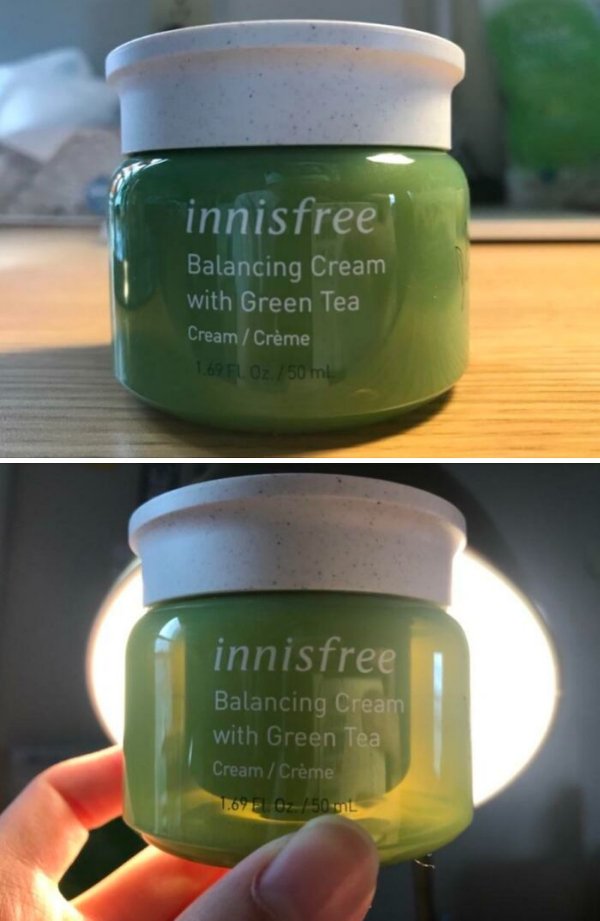 innisfree
Balancing Cream
with Green Tea
Cream / Crème
1.69 FL. Oz. / 50 mL
innisfree
Balancing Cream
with Green Tea
Cream / Crème
1.69 FL. Oz. / 50 mL